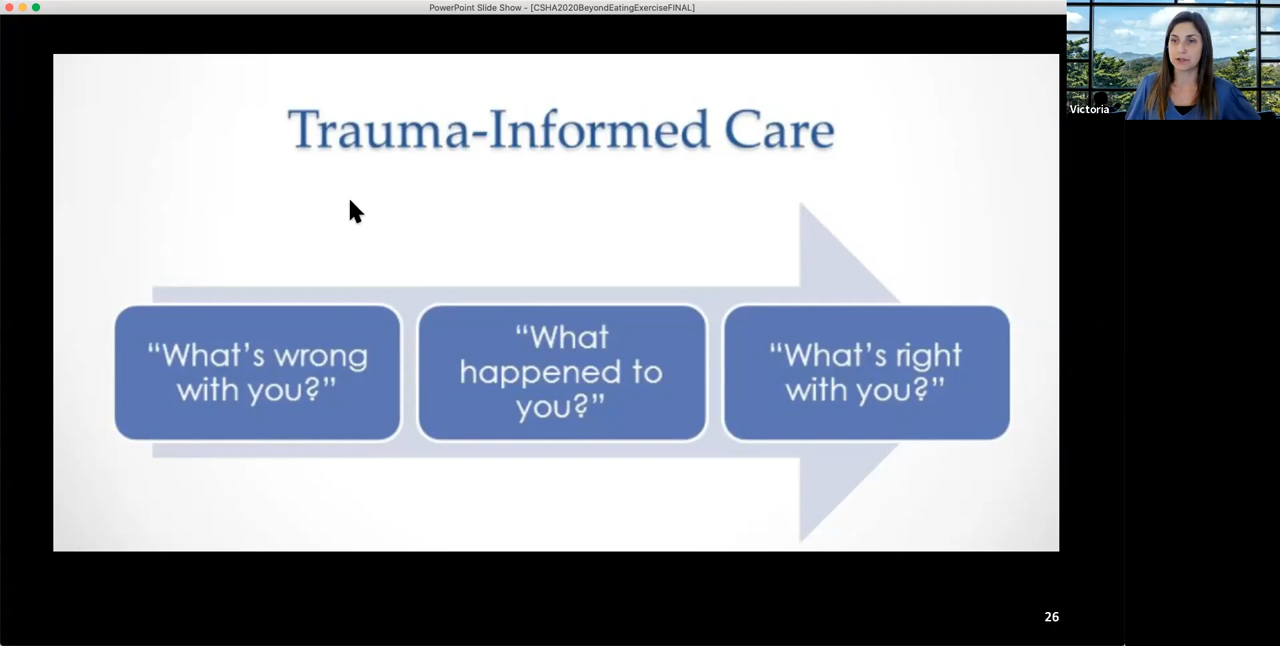 PowerPoint Slide Show - [CSHA2020BeyondEatingExerciseFINAL]
Victoria
Trauma-Informed Care
“What’s wrong
with you?”
“What
happened to
you?”
“What’s right
with you?”
26